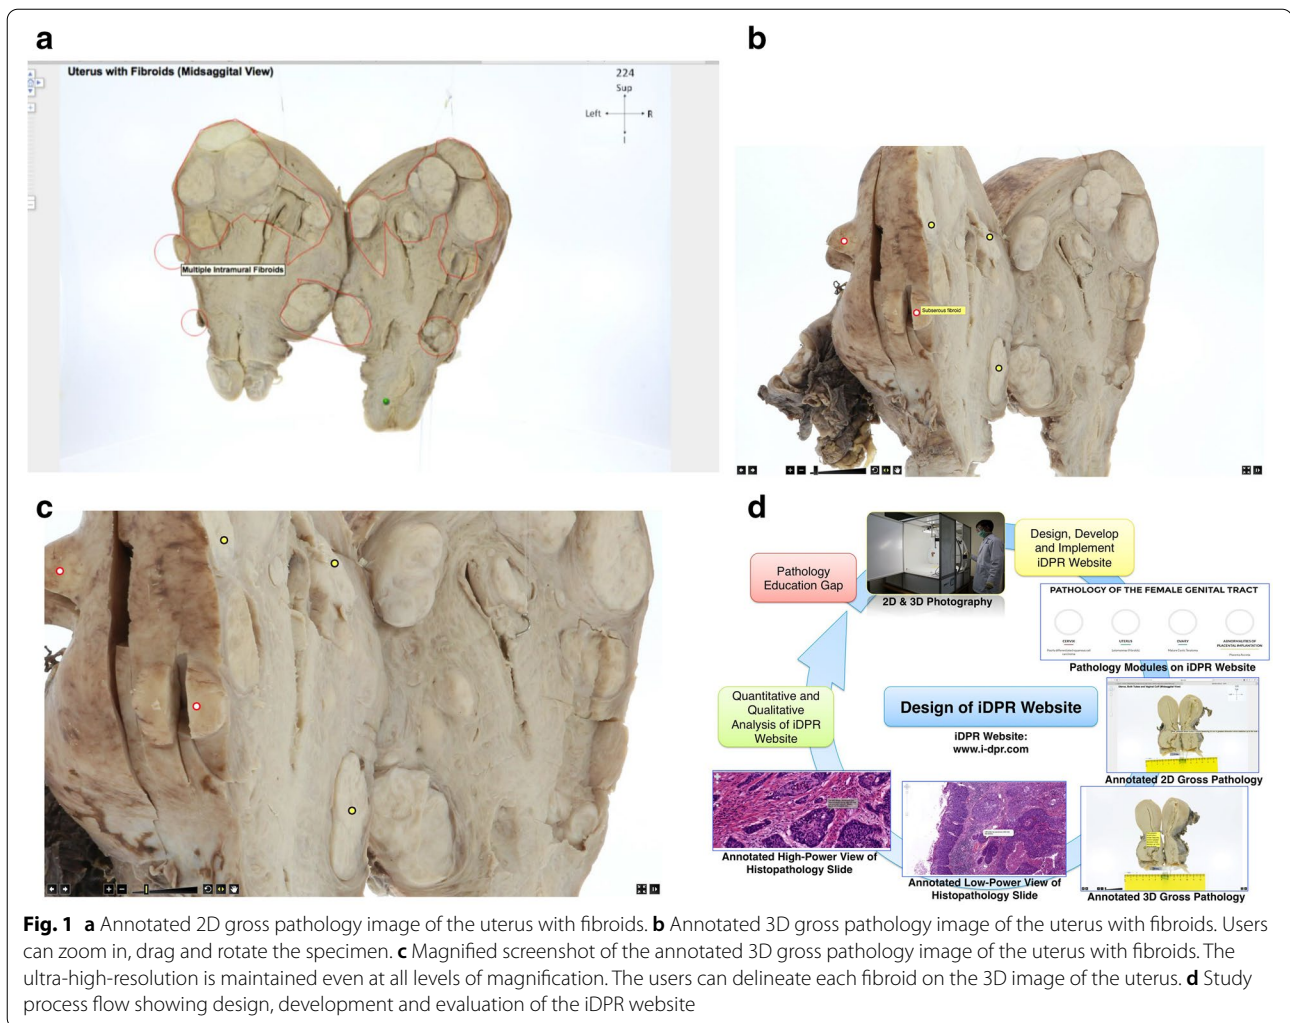 a
Uterus with Fibroids (Midsaggital View)
224
Sup
Left
R
I
Multiple Intramural Fibroids
b
Subserous fibroid
c
d
Pathology
Education Gap
2D & 3D Photography
Design, Develop
and Implement
iDPR Website
PATHOLOGY OF THE FEMALE GENITAL TRACT
CERVIX
UTERUS
OVARY
ABNORMALITIES OF
PLACENTAL IMPLANTATION
Pathology Modules on iDPR Website
Quantitative and
Qualitative
Analysis of iDPR
Website
Design of iDPR Website
iDPR Website:
www.i-dpr.com
Annotated 2D Gross Pathology
Annotated High-Power View of
Histopathology Slide
Annotated Low-Power View of
Histopathology Slide
Annotated 3D Gross Pathology
Fig. 1 a Annotated 2D gross pathology image of the uterus with fibroids. b Annotated 3D gross pathology image of the uterus with fibroids. Users
can zoom in, drag and rotate the specimen. c Magnified screenshot of the annotated 3D gross pathology image of the uterus with fibroids. The
ultra-high-resolution is maintained even at all levels of magnification. The users can delineate each fibroid on the 3D image of the uterus. d Study
process flow showing design, development and evaluation of the iDPR website